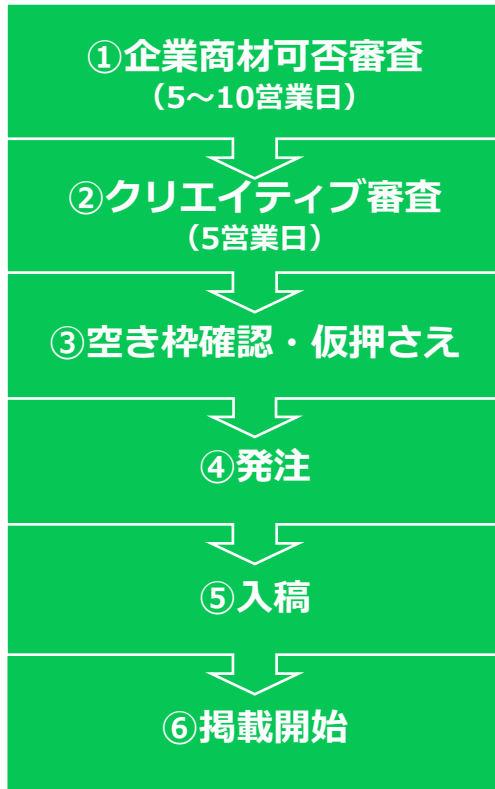 ①企業商材可否審査
（5～10営業日）
②クリエイティブ審査
（5営業日）
③空き枠確認・仮押さえ
④発注
⑤入稿
⑥掲載開始